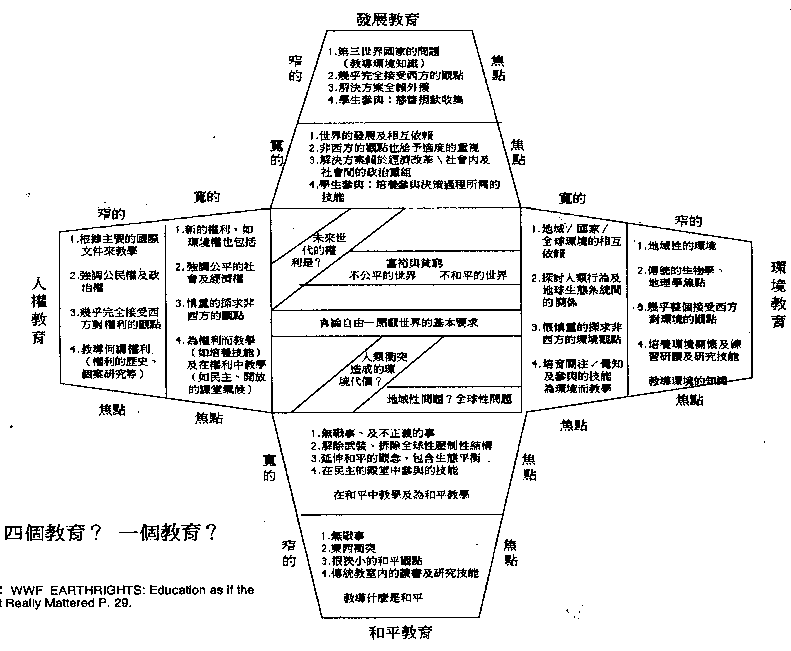 發展教育
窄的
焦點
1.第三世界國家的問題
（教導環境知識）
2.幾乎完全接受西方的觀點
3.解決方案全賴外援
4.學生參與：慈善捐款收集
寬的
焦點
1.世界的發展及相互依賴
2.非西方的觀點也給予適度的重視
3.解決方案賴於經濟改革\社會內及
社會間的政治重組
4.學生參與：培養參與決策過程所需的
技能
人權教育
窄的
1.根據主要的國際
文件來教學
2.強調公民權及政
治權
3.幾乎完全接受西
方對權利的觀點
4.教導何謂權利
（權利的歷史、
個案研究等）
焦點
寬的
1.新的權利，如
環境權也包括
2.強調公平的社
會及經濟權
3.慎重的探求非
西方的觀點
4.為權利而教學
（如培養技能）
及在權利中教學
（如民主、開放
的課堂氣候）
焦點
未來世
代的權
利是？
富裕與貧窮
不公平的世界 不和平的世界
言論自由一開啟世界的基本要求
人類衝突
造成的環
境代價？
地域性問題？全球性問題
寬的
1.地域/國家/
全球環境的相互
依賴
2.探討人類行為及
地球生態系統間
的關係
3.很慎重的探求非
西方的環境觀點
4.培育關注/覺知
及參與的技能
為環境而教學
焦點
窄的
1.地域性的環境
2.傳統的生物學、
地理學焦點
3.幾乎整個接受西方
對環境的觀點
4.培養環境關懷及練
習研讀及研究技能
教導環境的知識
焦點
環境教育
寬的
焦點
1.無戰事、及不正義的事
2.解除武裝、拆除全球性壓制性結構
3.延伸和平的觀念，包含生態平衡
4.在民主的殿堂中參與的技能
在和平中教學及為和平教學
窄的
焦點
1.無戰事
2.東西衝突
3.很狹小的和平觀點
4.傳統教室內的讀書及研究技能
教導什麼是和平
和平教育
四個教育？ 一個教育？
: WWF EARTHRIGHTS: Education as if the
t Really Mattered P. 29.